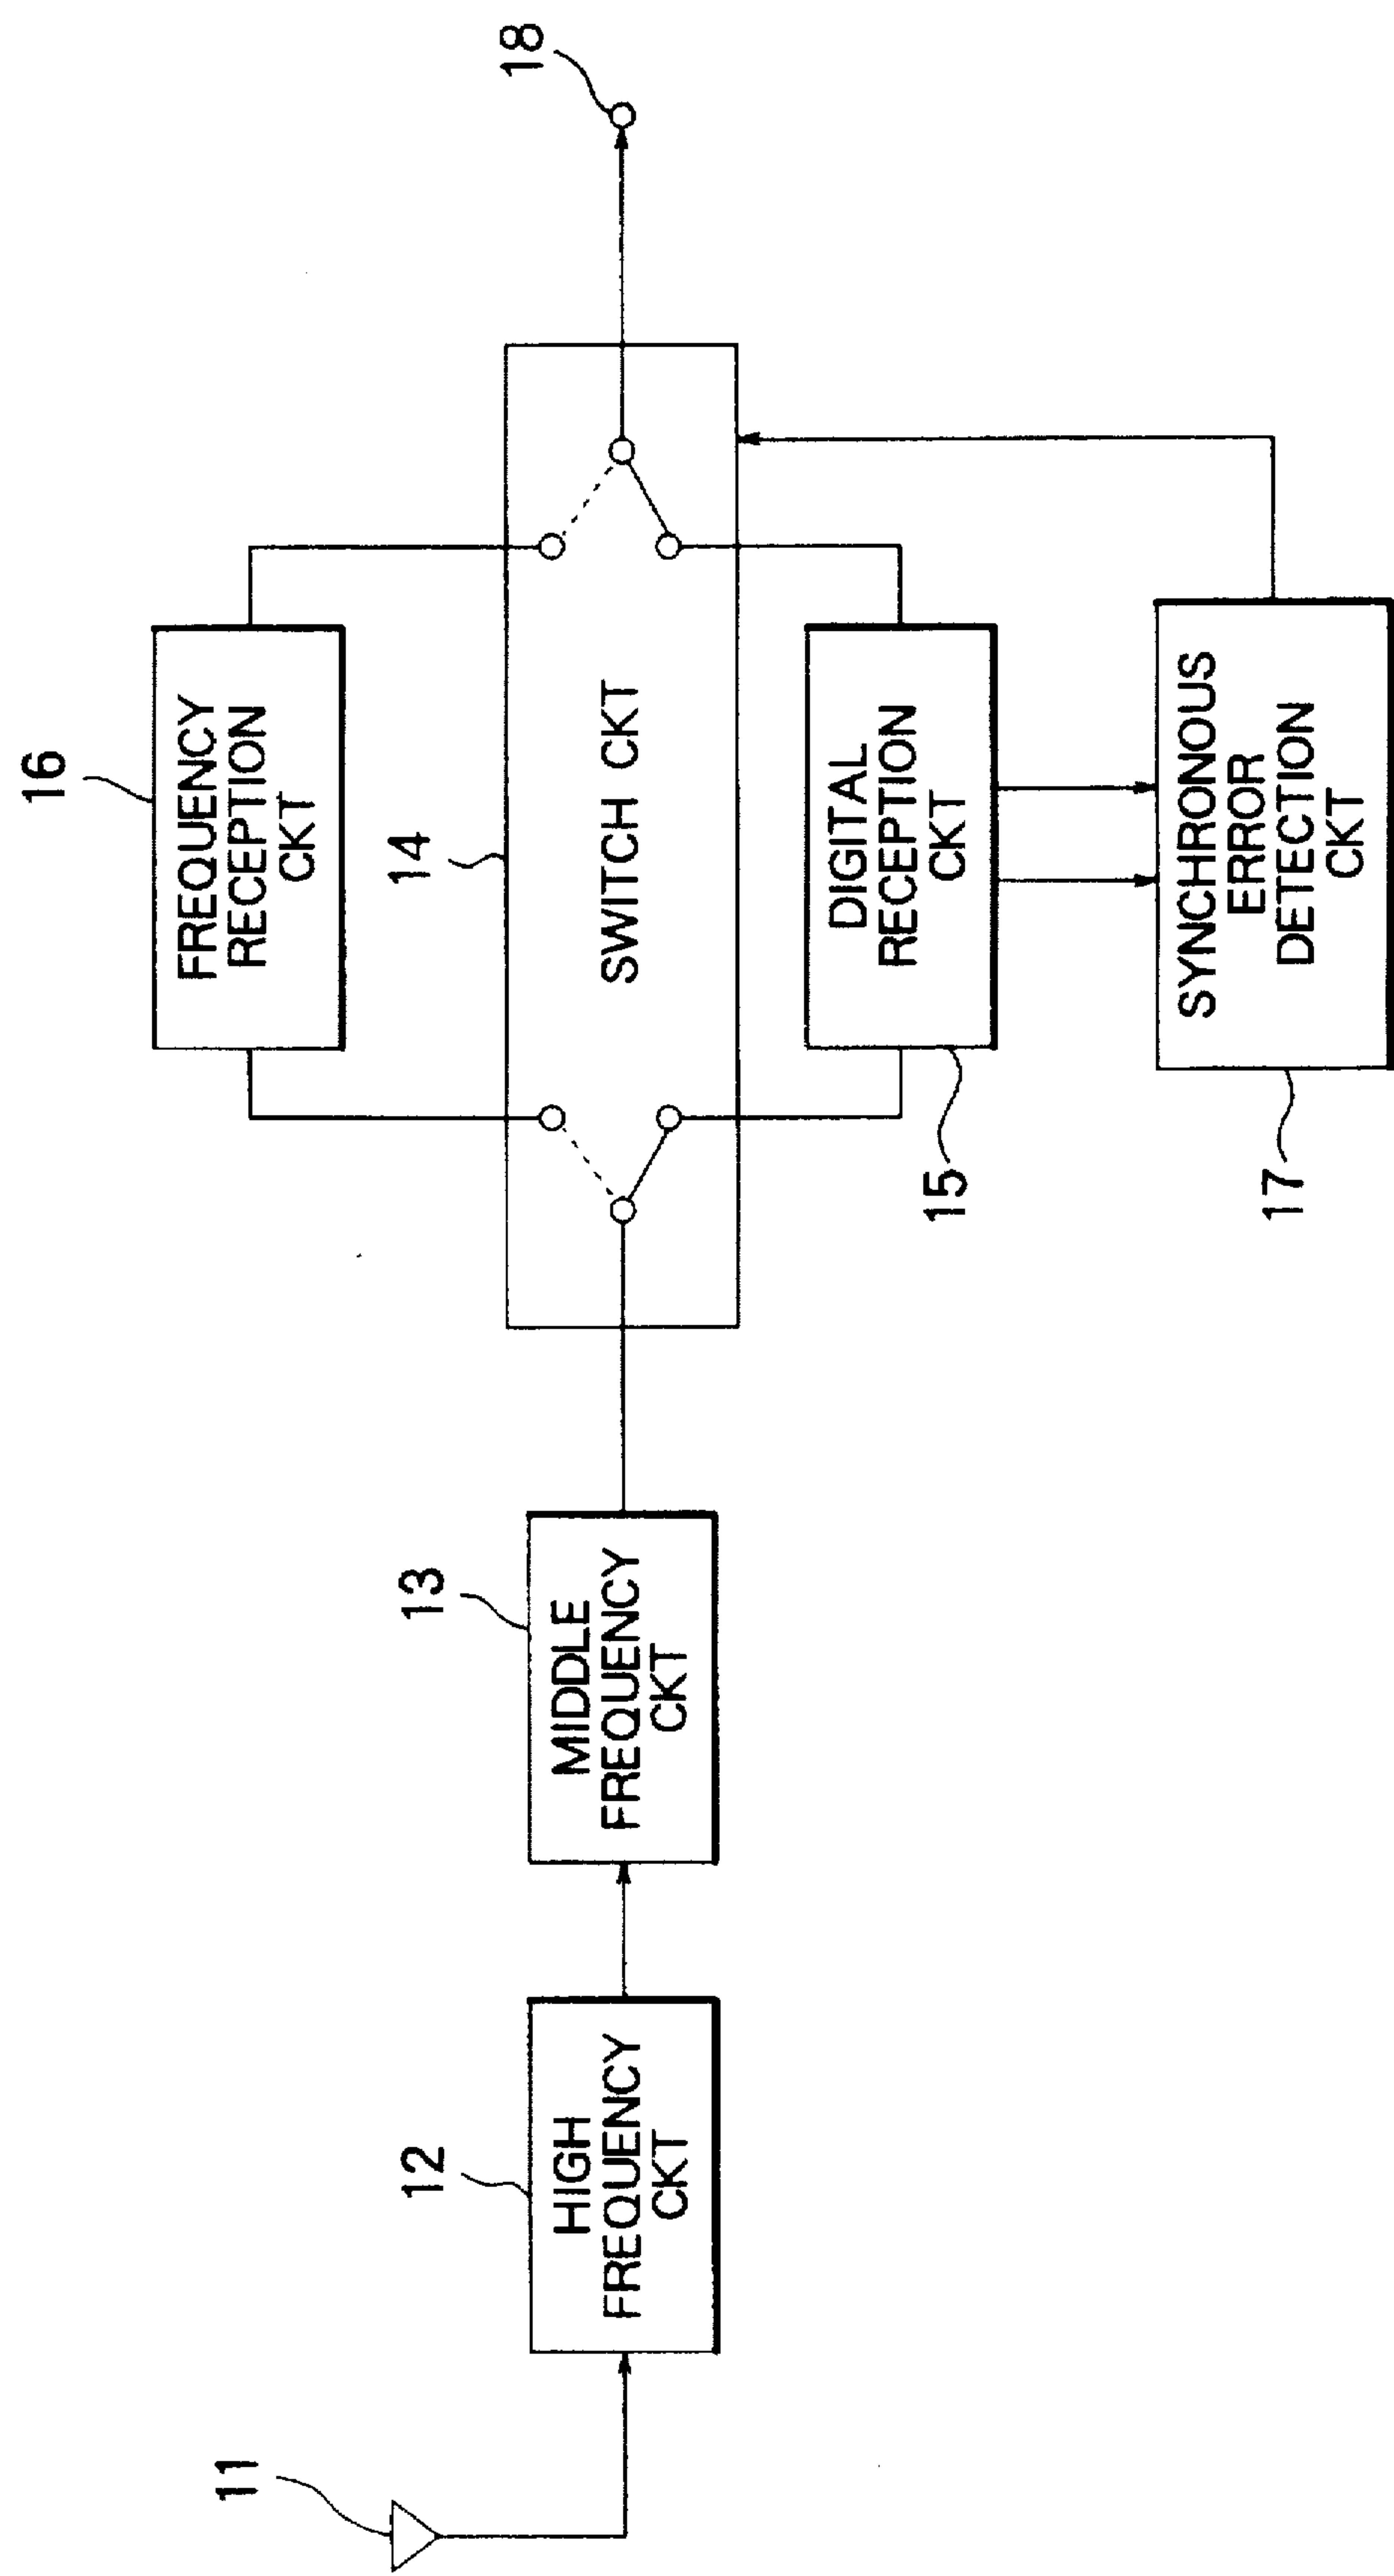 11
12
HIGH
FREQUENCY
CKT
13
MIDDLE
FREQUENCY
CKT
14
SWITCH CKT
16
FREQUENCY
RECEPTION
CKT
15
DIGITAL
RECEPTION
CKT
17
SYNCHRONOUS
ERROR
DETECTION
CKT
18